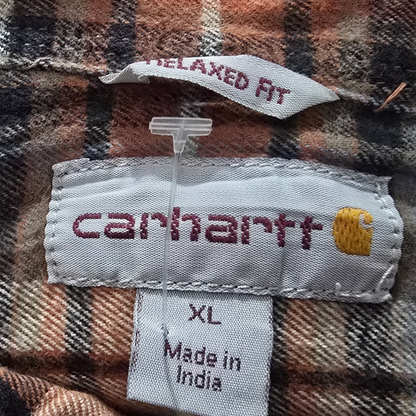 RELAXED FIT
carhartt
XL
Made in
India